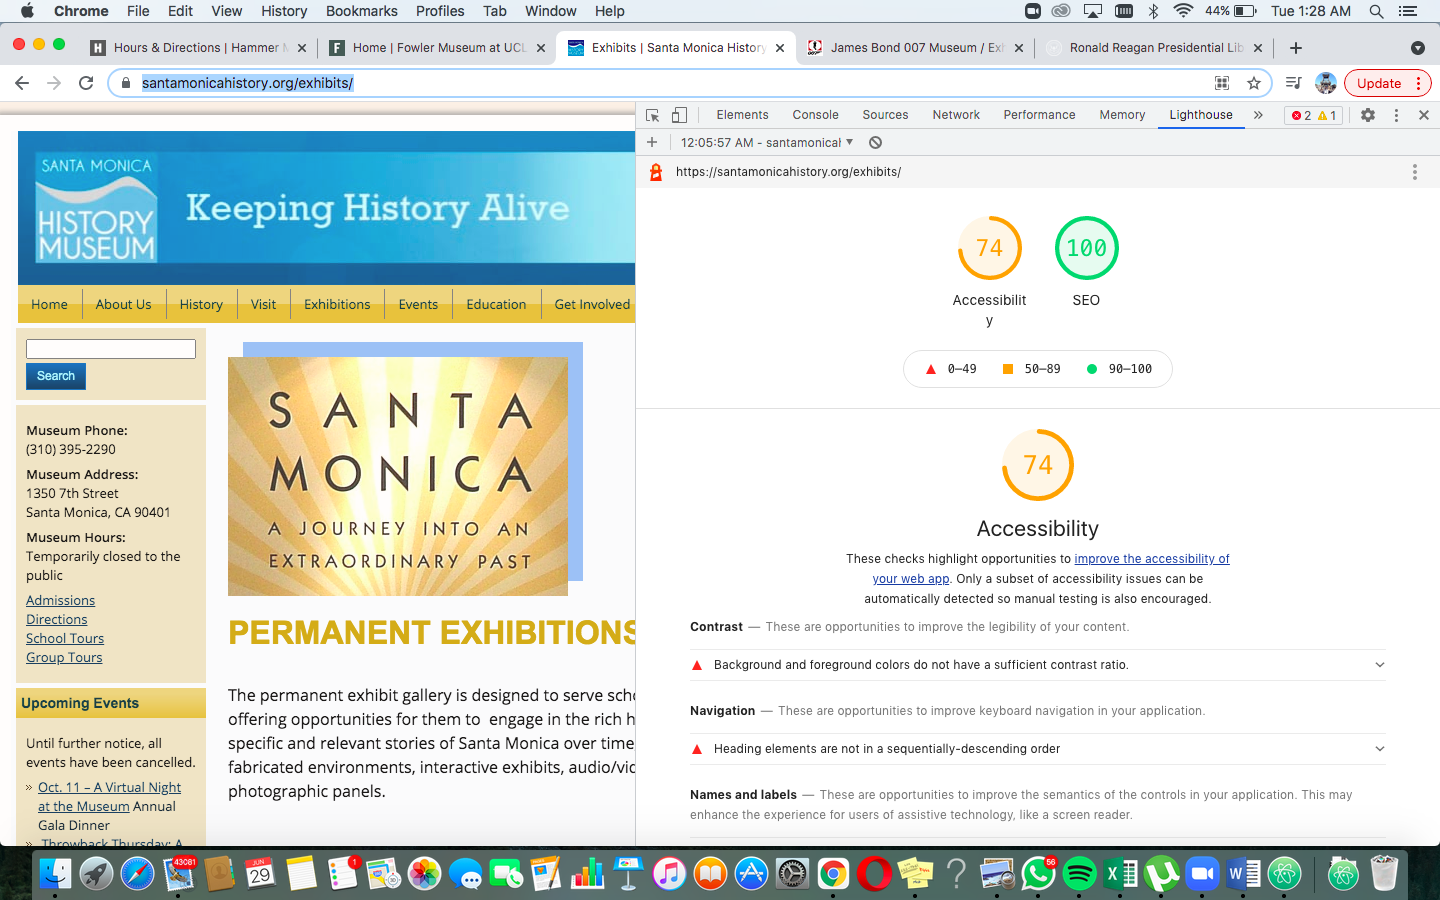 Chrome File Edit View History Bookmarks Profiles Tab Window Help 44% Tue 1:28 AM
Hours & Directions | Hammer M
Home | Fowler Museum at UCL
Exhibits | Santa Monica History
James Bond 007 Museum / Exh
Ronald Reagan Presidential Lib
santamonicahistory.org/exhibits/
Update
SANTA MONICA
HISTORY
MUSEUM
Keeping History Alive
Home About Us History Visit Exhibitions Events Education Get Involved
Search
Museum Phone:
(310) 395-2290
Museum Address:
1350 7th Street
Santa Monica, CA 90401
Museum Hours:
Temporarily closed to the
public
Admissions
Directions
School Tours
Group Tours
Upcoming Events
Until further notice, all
events have been cancelled.
» Oct. 11 – A Virtual Night
at the Museum Annual
Gala Dinner
» Throwback Thursday: A
SANTA
MONICA
A JOURNEY INTO AN
EXTRAORDINARY PAST
PERMANENT EXHIBITIONS
The permanent exhibit gallery is designed to serve scho
offering opportunities for them to engage in the rich h
specific and relevant stories of Santa Monica over time
fabricated environments, interactive exhibits, audio/vid
photographic panels.
Elements Console Sources Network Performance Memory Lighthouse » 2 1
12:05:57 AM - santamonical
https://santamonicahistory.org/exhibits/
74 100
Accessibilit
y
SEO
0–49 50–89 90–100
74
Accessibility
These checks highlight opportunities to improve the accessibility of
your web app. Only a subset of accessibility issues can be
automatically detected so manual testing is also encouraged.
Contrast — These are opportunities to improve the legibility of your content.
Background and foreground colors do not have a sufficient contrast ratio.
Navigation — These are opportunities to improve keyboard navigation in your application.
Heading elements are not in a sequentially-descending order
Names and labels — These are opportunities to improve the semantics of the controls in your application. This may
enhance the experience for users of assistive technology, like a screen reader.
43081
JUN
29
1
56